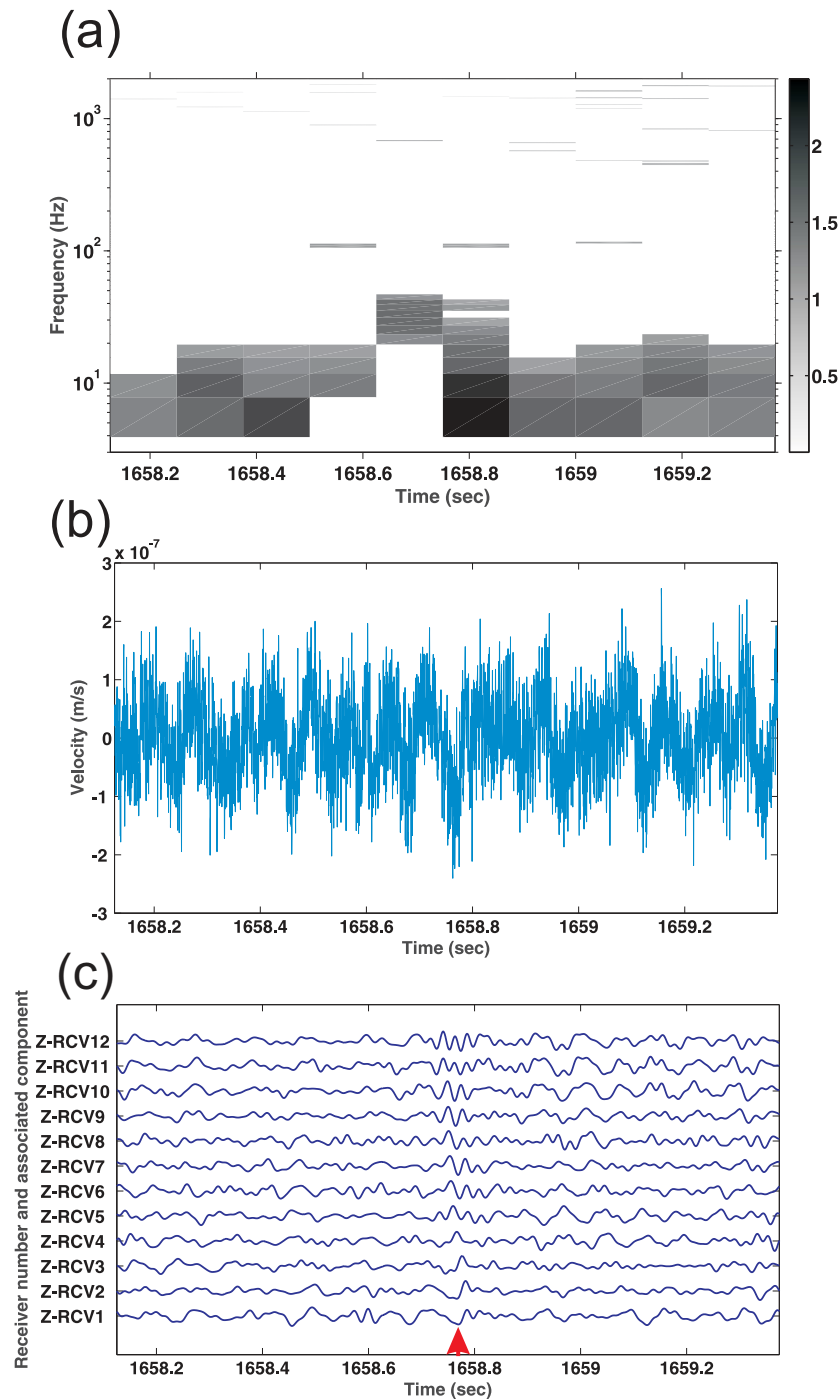 (a)
10^3
10^2
10^1
Frequency (Hz)
2
1.5
1
0.5
1658.2 1658.4 1658.6 1658.8 1659 1659.2
Time (sec)
(b)
x 10^-7
3
2
1
0
-1
-2
-3
Velocity (m/s)
1658.2 1658.4 1658.6 1658.8 1659 1659.2
Time (sec)
(c)
Receiver number and associated component
Z-RCV12
Z-RCV11
Z-RCV10
Z-RCV9
Z-RCV8
Z-RCV7
Z-RCV6
Z-RCV5
Z-RCV4
Z-RCV3
Z-RCV2
Z-RCV1
1658.2 1658.4 1658.6 1658.8 1659 1659.2
Time (sec)